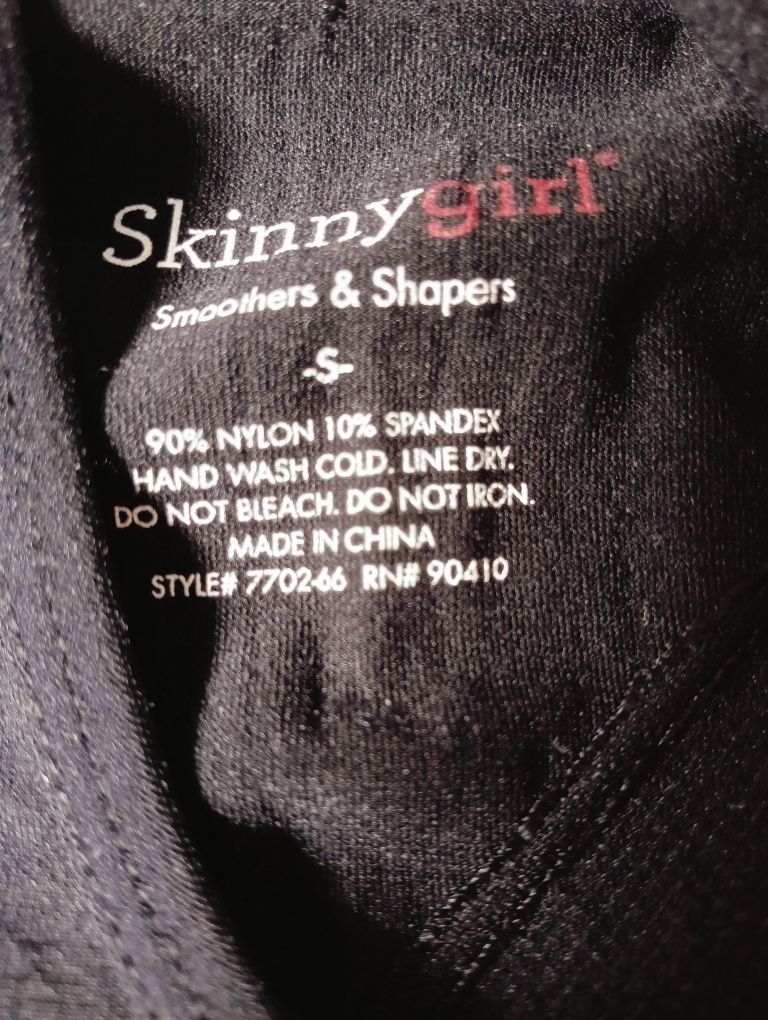 Skinnygirl®
Smoothers & Shapers
-S-
90% NYLON 10% SPANDEX
HAND WASH COLD. LINE DRY.
DO NOT BLEACH. DO NOT IRON.
MADE IN CHINA
STYLE# 7702-66 RN# 90410